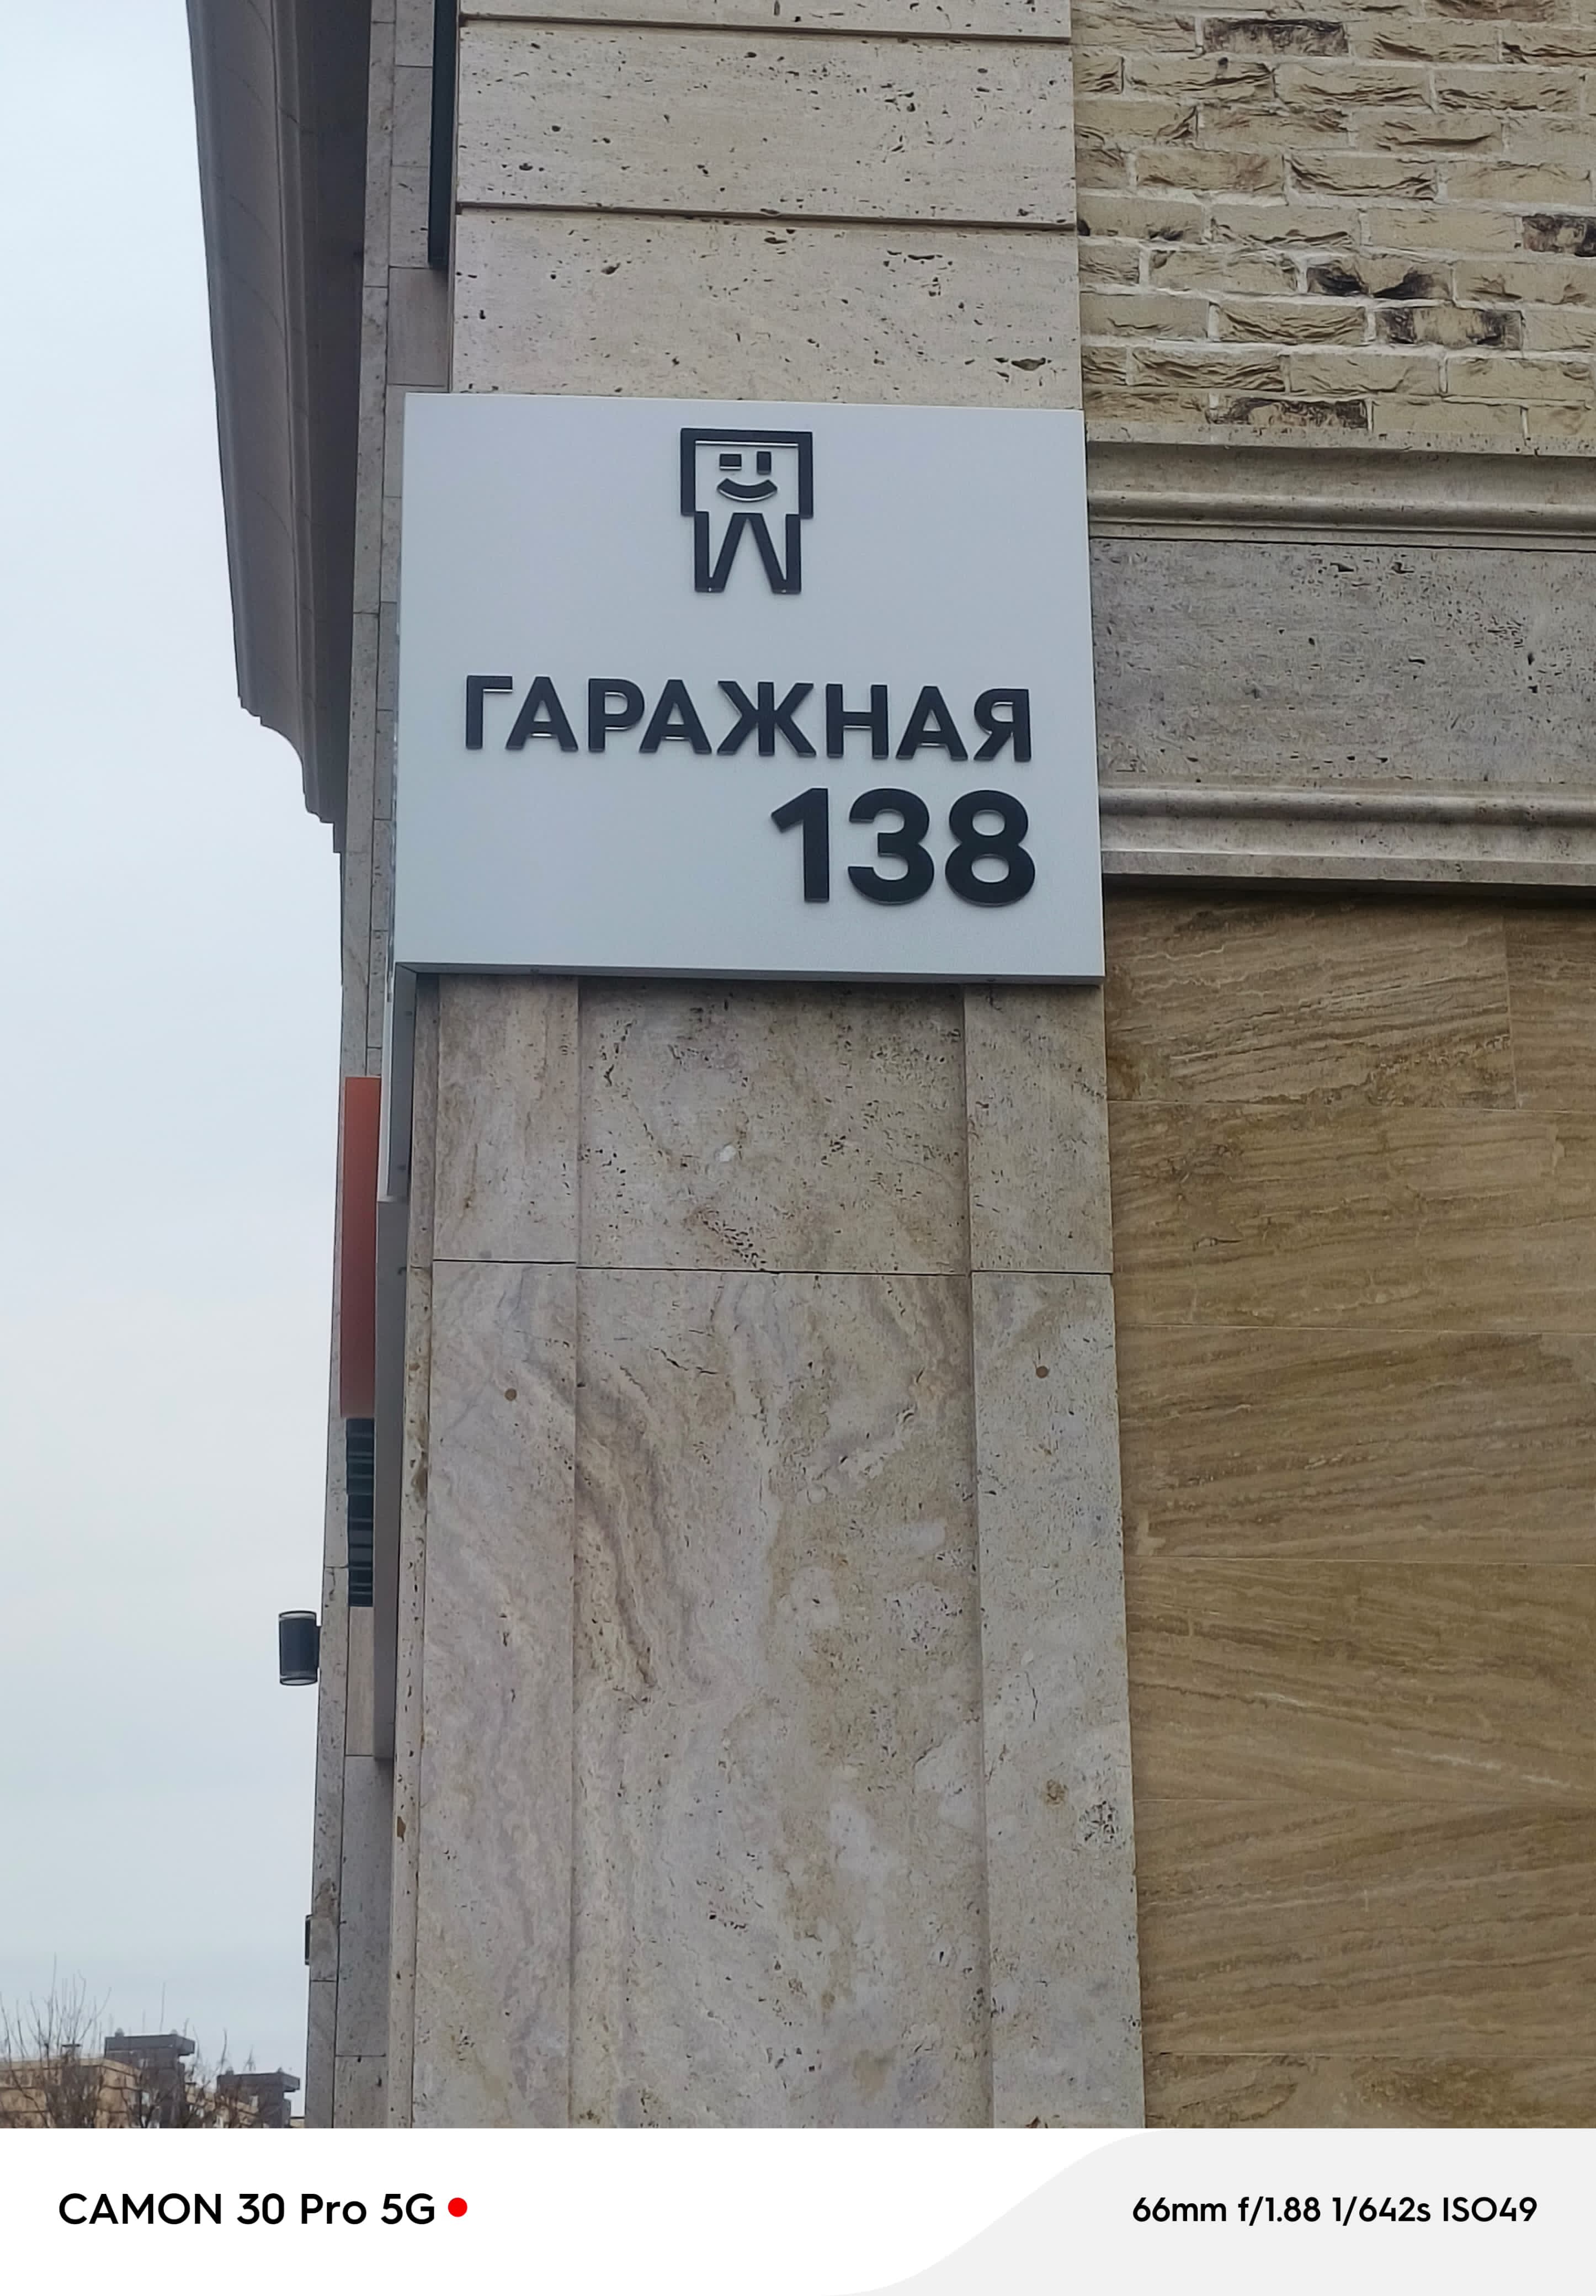 ГАРАЖНАЯ
138
CAMON 30 Pro 5G
66mm f/1.88 1/642s ISO49